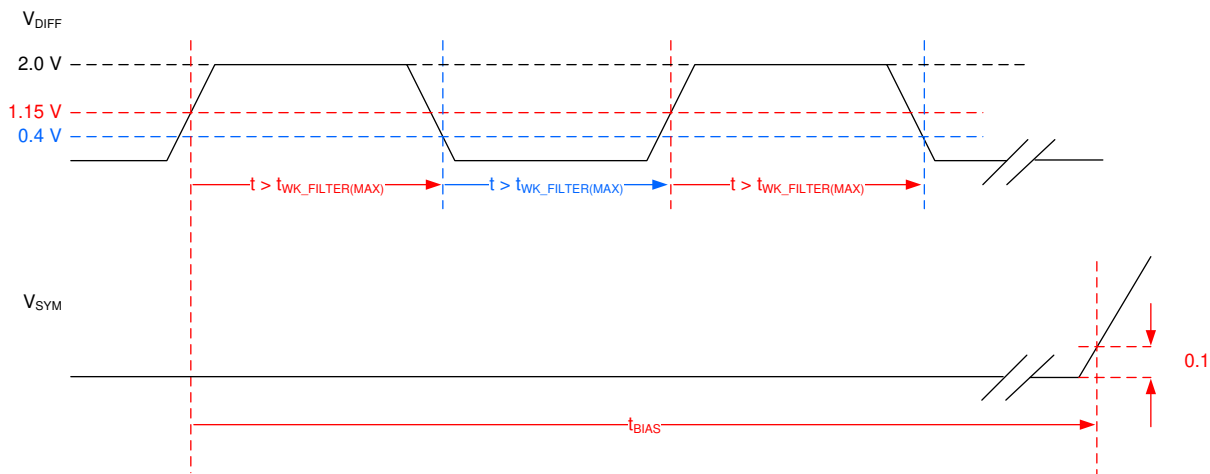 VDIFF
2.0 V
1.15 V
0.4 V
t > tWK_FILTER(MAX) t > tWK_FILTER(MAX) t > tWK_FILTER(MAX)
VSYM
0.1
tBIAS